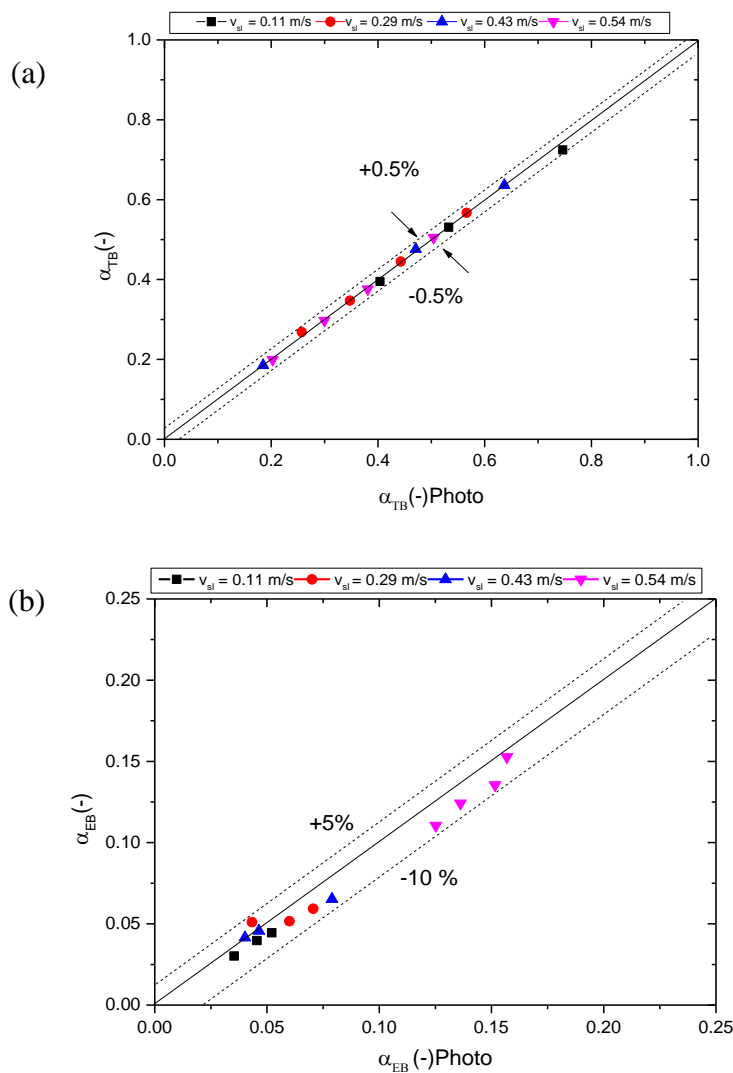 v_sl = 0.11 m/s v_sl = 0.29 m/s v_sl = 0.43 m/s v_sl = 0.54 m/s
(a)
1.0
0.8
0.6
0.4
0.2
0.0
α_TB(-)
+0.5%
-0.5%
0.2 0.4 0.6 0.8 1.0
α_TB(-)Photo
(b)
v_sl = 0.11 m/s v_sl = 0.29 m/s v_sl = 0.43 m/s v_sl = 0.54 m/s
0.25
0.20
0.15
0.10
0.05
0.00
α_EB(-)
+5%
-10 %
0.00 0.05 0.10 0.15 0.20 0.25
α_EB(-)Photo